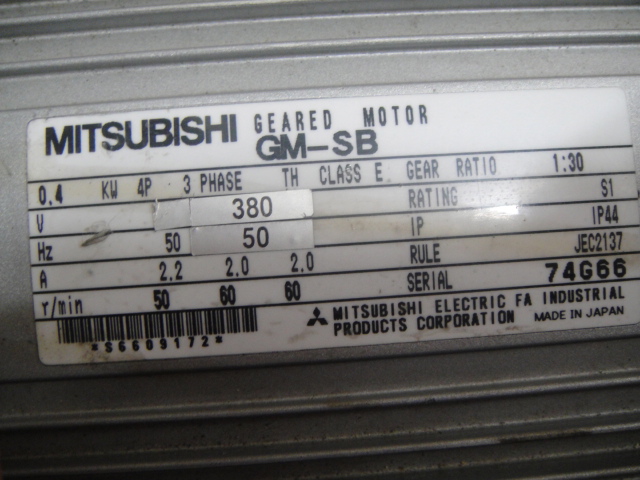 MITSUBISHI GEARED MOTOR
GM-SB
0.4 KW 4P 3 PHASE TH CLASS E GEAR RATIO 1:30
V 380 RATING S1
Hz 50 50 IP IP44
A 2.2 2.0 2.0 RULE JEC2137
r/min 50 60 60 SERIAL 74G66
*S6609172*
MITSUBISHI ELECTRIC FA INDUSTRIAL
PRODUCTS CORPORATION MADE IN JAPAN